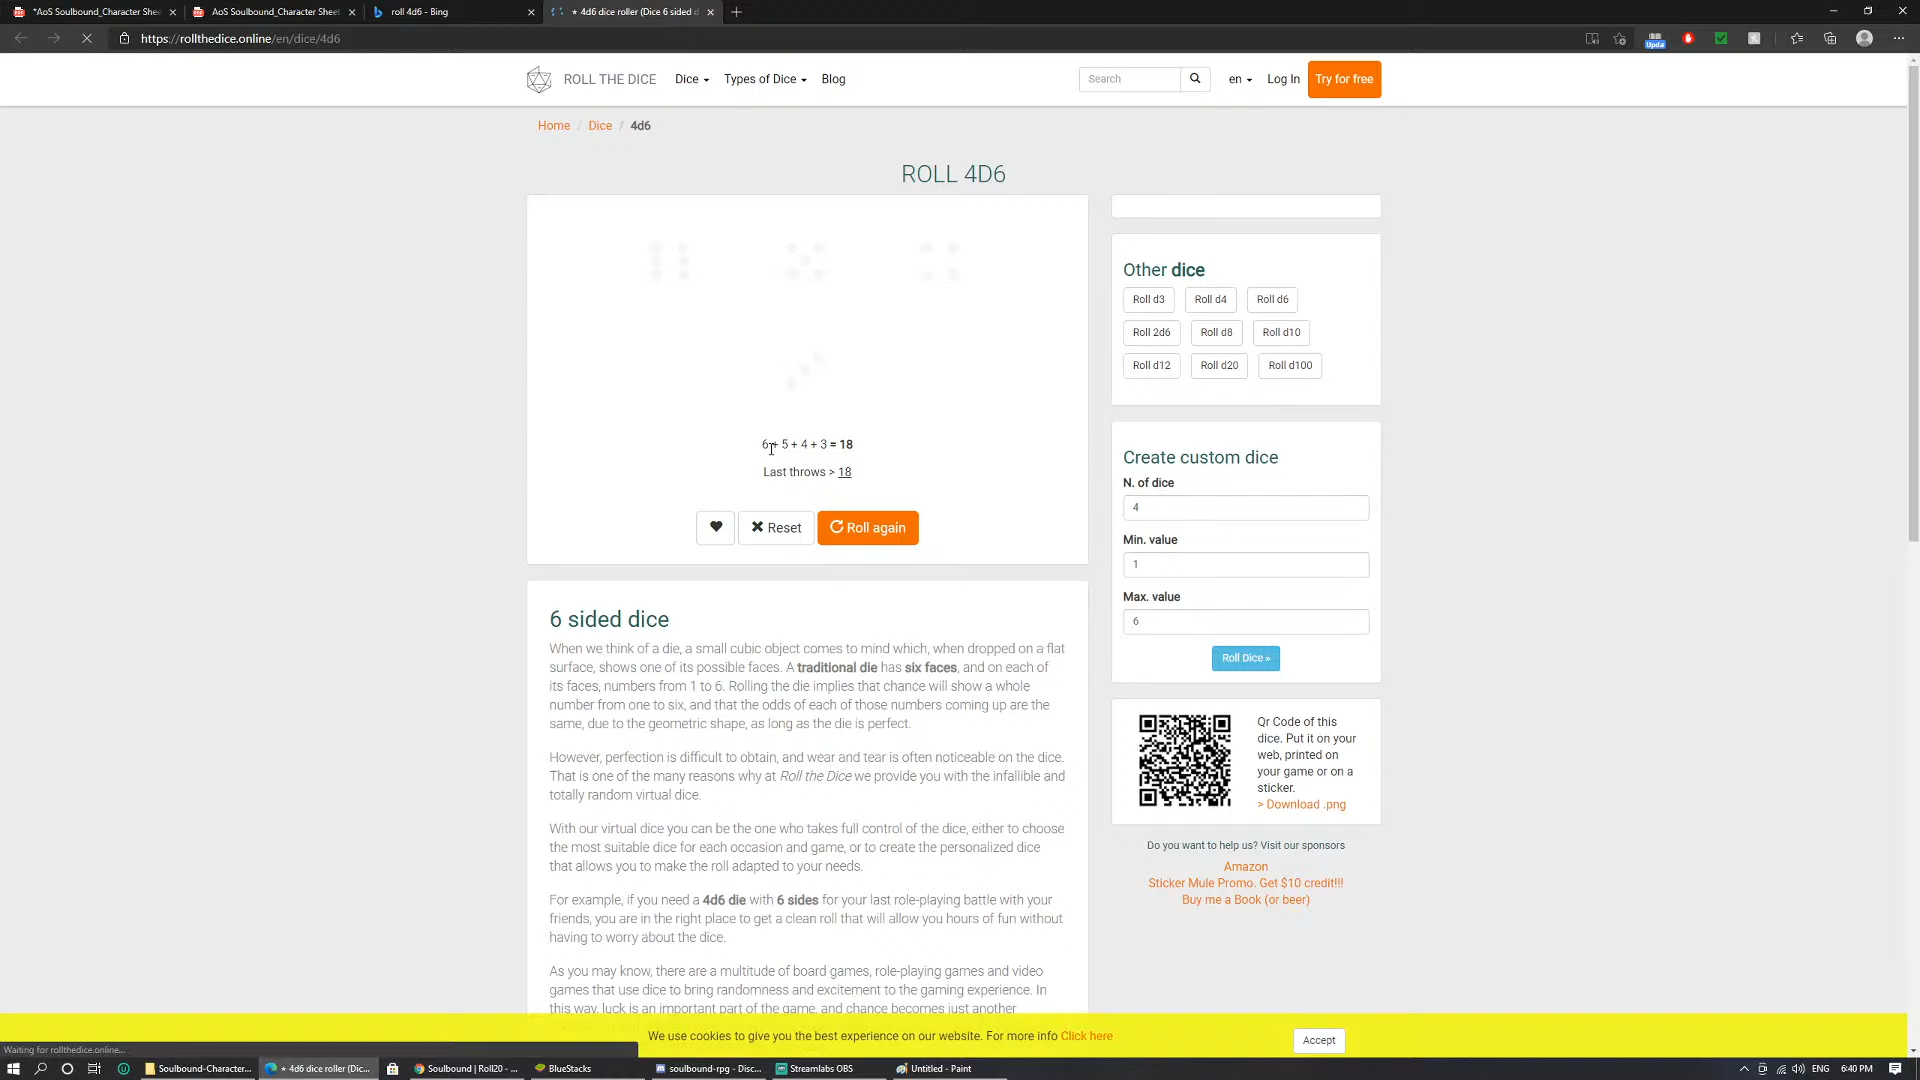 *AoS Soulbound_Character Shee
AoS Soulbound_Character Sheet
roll 4d6 - Bing
4d6 dice roller (Dice 6 sided d
https://rollthedice.online/en/dice/4d6
Upda
ROLL THE DICE
Dice
Types of Dice
Blog
Search
en
Log In
Try for free
Home / Dice / 4d6
ROLL 4D6
6 + 5 + 4 + 3 = 18
Last throws > 18
Reset
Roll again
Other dice
Roll d3
Roll d4
Roll d6
Roll 2d6
Roll d8
Roll d10
Roll d12
Roll d20
Roll d100
Create custom dice
N. of dice
4
Min. value
1
Max. value
6
Roll Dice »
Qr Code of this
dice. Put it on your
web, printed on
your game or on a
sticker.
> Download .png
Do you want to help us? Visit our sponsors
Amazon
Sticker Mule Promo. Get $10 credit!!!
Buy me a Book (or beer)
6 sided dice
When we think of a die, a small cubic object comes to mind which, when dropped on a flat
surface, shows one of its possible faces. A traditional die has six faces, and on each of
its faces, numbers from 1 to 6. Rolling the die implies that chance will show a whole
number from one to six, and that the odds of each of those numbers coming up are the
same, due to the geometric shape, as long as the die is perfect.
However, perfection is difficult to obtain, and wear and tear is often noticeable on the dice.
That is one of the many reasons why at Roll the Dice we provide you with the infallible and
totally random virtual dice.
With our virtual dice you can be the one who takes full control of the dice, either to choose
the most suitable dice for each occasion and game, or to create the personalized dice
that allows you to make the roll adapted to your needs.
For example, if you need a 4d6 die with 6 sides for your last role-playing battle with your
friends, you are in the right place to get a clean roll that will allow you hours of fun without
having to worry about the dice.
As you may know, there are a multitude of board games, role-playing games and video
games that use dice to bring randomness and excitement to the gaming experience. In
this way, luck is an important part of the game, and chance becomes just another
We use cookies to give you the best experience on our website. For more info Click here
Accept
Waiting for rollthedice.online...
Soulbound-Character...
4d6 dice roller (Dic...
Soulbound | Roll20 - ...
BlueStacks
soulbound-rpg - Disc...
Streamlabs OBS
Untitled - Paint
ENG
6:40 PM